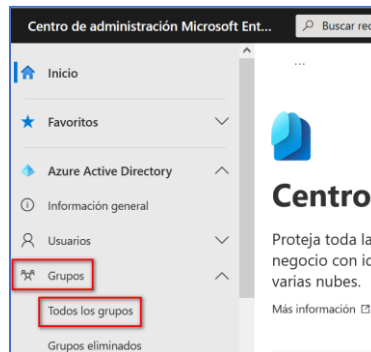 Centro de administración Microsoft Ent...
Buscar rec
Inicio
...
Favoritos
Azure Active Directory
Información general
Usuarios
Grupos
Todos los grupos
Grupos eliminados
Centro
Proteja toda la
negocio con id
varias nubes.
Más información